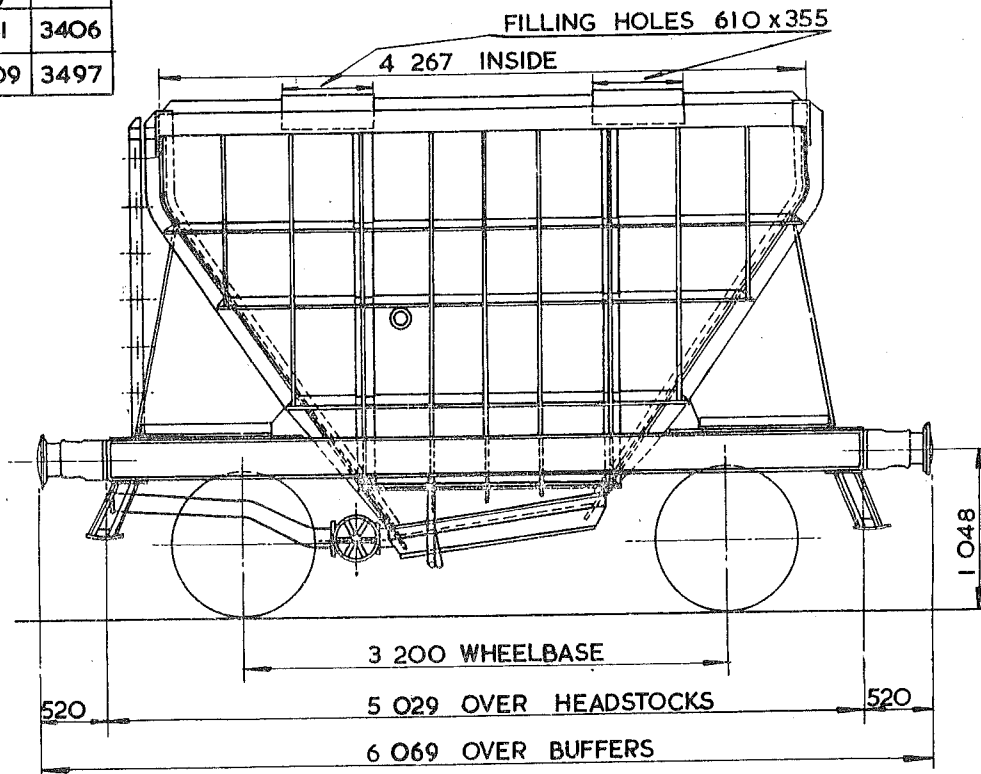 3406
3497
FILLING HOLES 610 x 355
4 267 INSIDE
1 048
3 200 WHEELBASE
520
5 029 OVER HEADSTOCKS
520
6 069 OVER BUFFERS